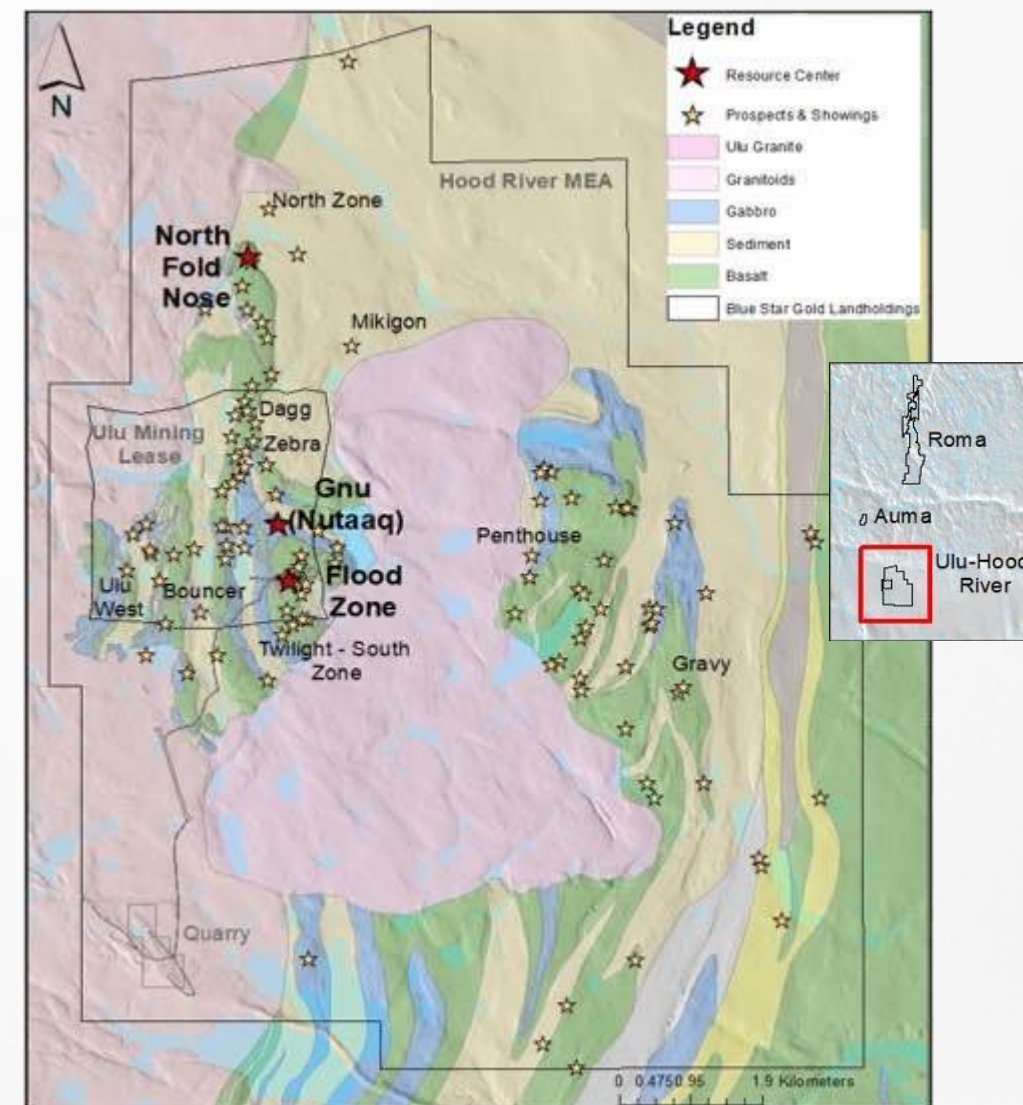 N
Legend
Resource Center
Prospects & Showings
Ulu Granite
Granitoids
Gabbro
Sediment
Basalt
Blue Star Gold Landholdings
Hood River MEA
North Zone
North
Fold
Nose
Mikigon
Dagg
Ulu Mining
Lease
Zebra
Gnu
(Nutaaq)
Penthouse
Flood
Zone
Ulu
West
Bouncer
Twilight - South
Zone
Gravy
Quarry
Roma
Auma
Ulu-Hood
River
0 0.4750.95 1.9 Kilometers